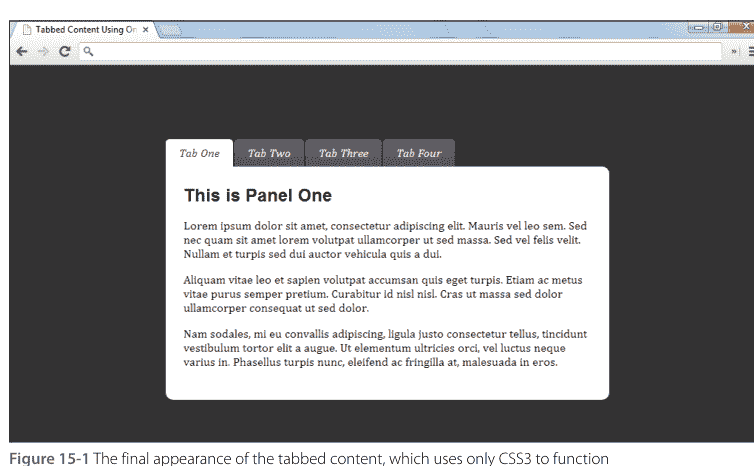 Tabbed Content Using On
Tab One Tab Two Tab Three Tab Four
This is Panel One
Lorem ipsum dolor sit amet, consectetur adipiscing elit. Mauris vel leo sem. Sed
nec quam sit amet lorem volutpat ullamcorper ut sed massa. Sed vel felis velit.
Nullam et turpis sed dui auctor vehicula quis a dui.
Aliquam vitae leo et sapien volutpat accumsan quis eget turpis. Etiam ac metus
vitae purus semper pretium. Curabitur id nisl nisl. Cras ut massa sed dolor
ullamcorper consequat ut sed dolor.
Nam sodales, mi eu convallis adipiscing, ligula justo consectetur tellus, tincidunt
vestibulum tortor elit a augue. Ut elementum ultricies orci, vel luctus neque
varius in. Phasellus turpis nunc, eleifend ac fringilla at, malesuada in eros.
Figure 15-1 The final appearance of the tabbed content, which uses only CSS3 to function